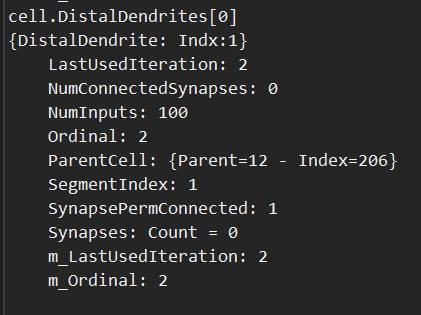 cell.DistalDendrites[0]
{DistalDendrite: Indx:1}
LastUsedIteration: 2
NumConnectedSynapses: 0
NumInputs: 100
Ordinal: 2
ParentCell: {Parent=12 - Index=206}
SegmentIndex: 1
SynapsePermConnected: 1
Synapses: Count = 0
m_LastUsedIteration: 2
m_Ordinal: 2